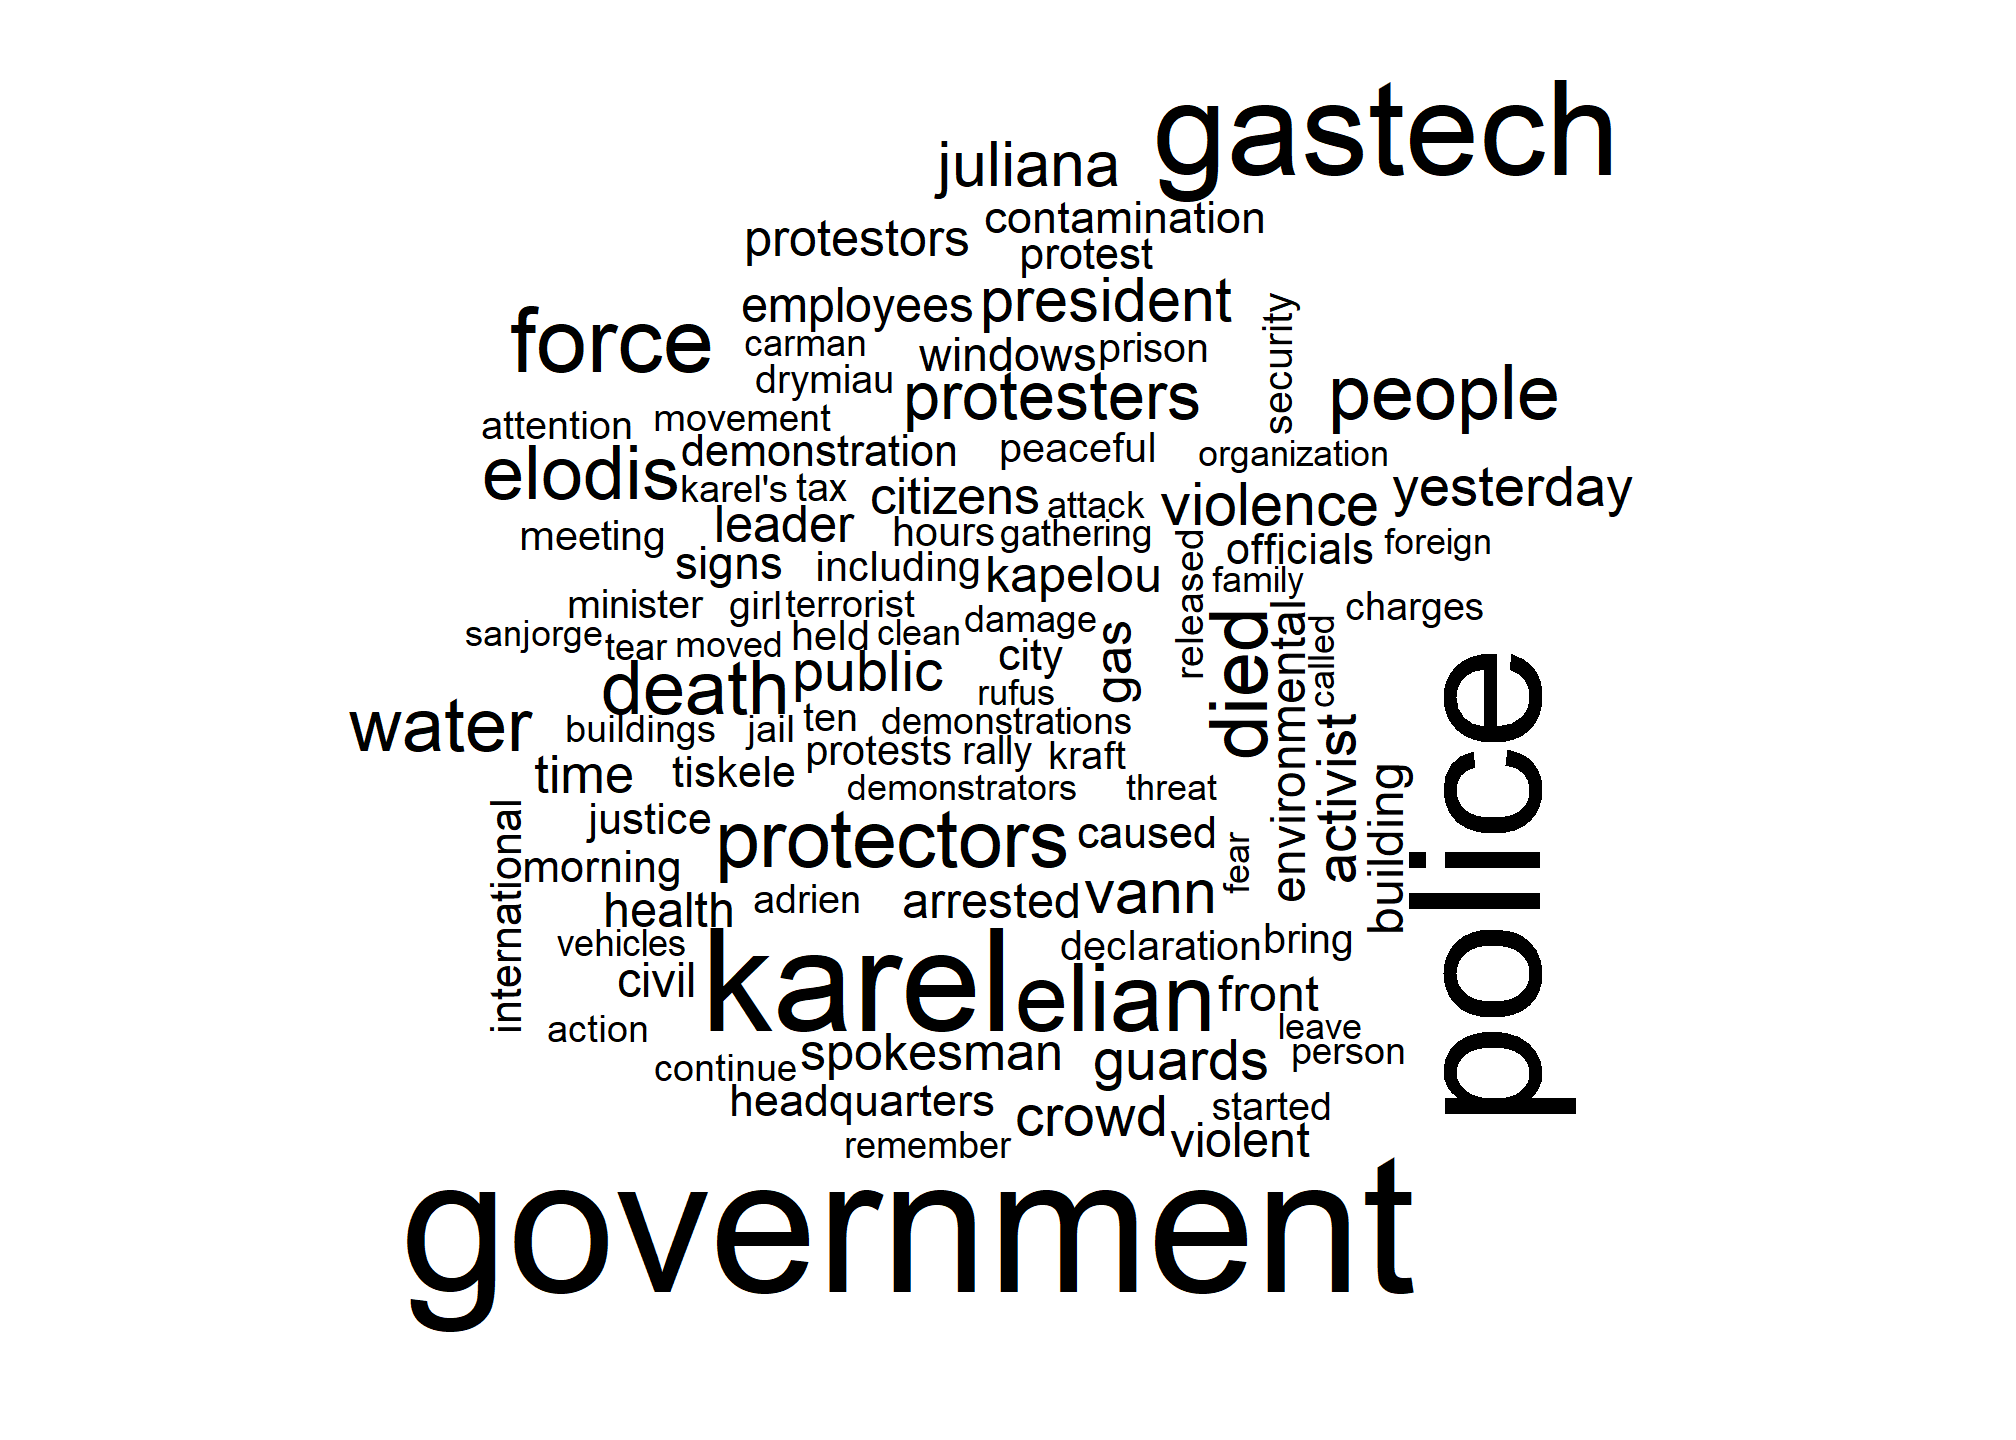 gastech
juliana
contamination
protestors
protest
employees president
force
carman
windows prison
security
drymiau
protesters
people
attention movement
demonstration peaceful
organization
elodis
karel's tax
citizens attack
violence yesterday
meeting
leader
hours gathering
released
officials foreign
signs including kapelou
family
minister girl terrorist
damage
died
environmental
charges
sanjorge tear moved held clean
called
city gas
death public
rufus
police
water
buildings jail ten demonstrations
activist
protests rally kraft
time tiskele
demonstrators threat
building
international
justice protectors caused
fear
morning
health adrien arrested vann
vehicles
declaration bring
civil karel elian front
action
leave
continue spokesman guards person
headquarters crowd started
remember violent
government